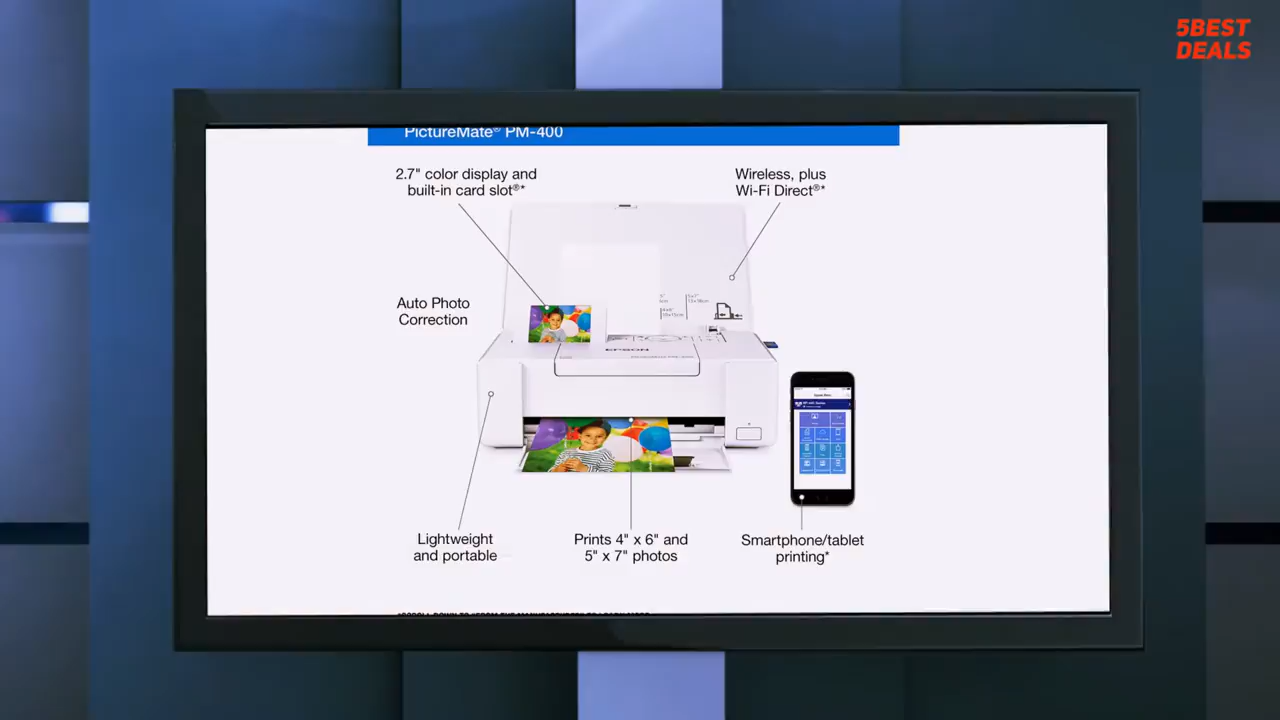 5BEST
DEALS
PictureMate® PM-400
2.7" color display and
built-in card slot®*
Wireless, plus
Wi-Fi Direct®*
Auto Photo
Correction
EPSON
Lightweight
and portable
Prints 4" x 6" and
5" x 7" photos
Smartphone/tablet
printing*